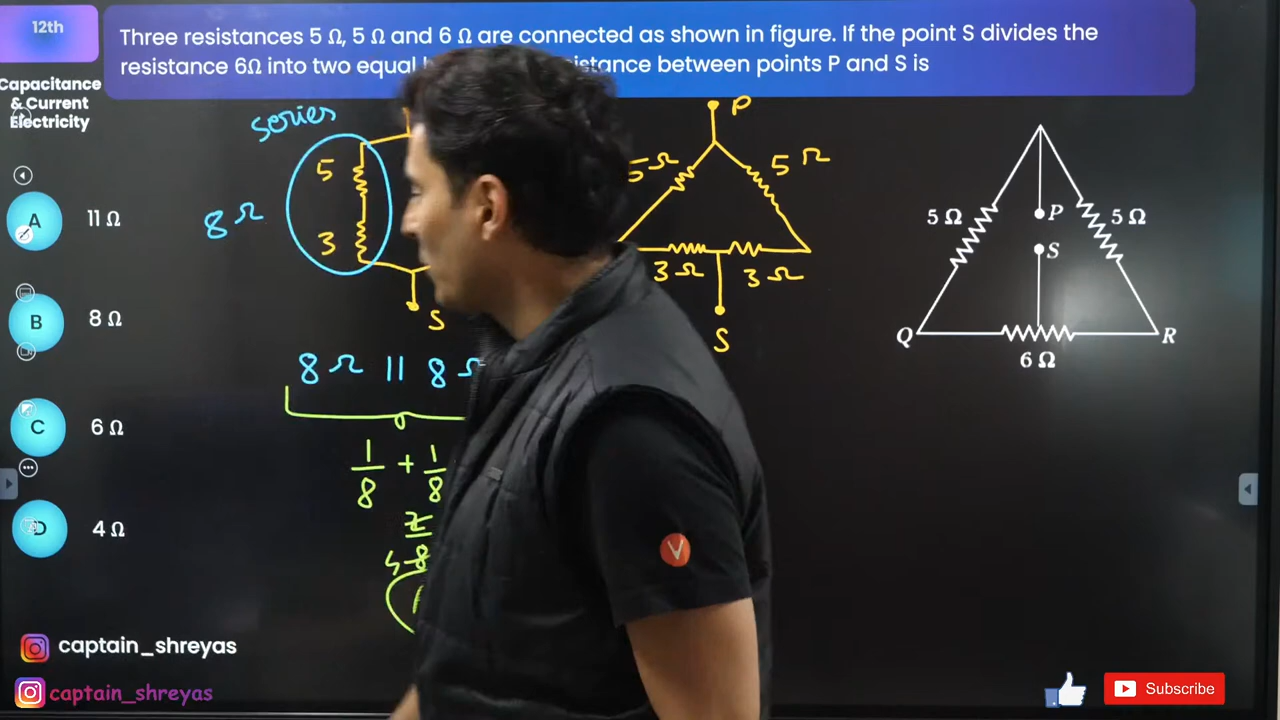 12th
Three resistances 5 Ω, 5 Ω and 6 Ω are connected as shown in figure. If the point S divides the
resistance 6Ω into two equal between points P and S is
Capacitance
& Current
Electricity
A 11 Ω
B 8 Ω
C 6 Ω
D 4 Ω
series
5
3
8 Ω
S
8 Ω || 8 Ω
1/8 + 1/8
P
5 Ω
5 Ω
3 Ω
3 Ω
S
5 Ω
P
5 Ω
S
Q
R
6 Ω
V
captain_shreyas
captain_shreyas
Subscribe